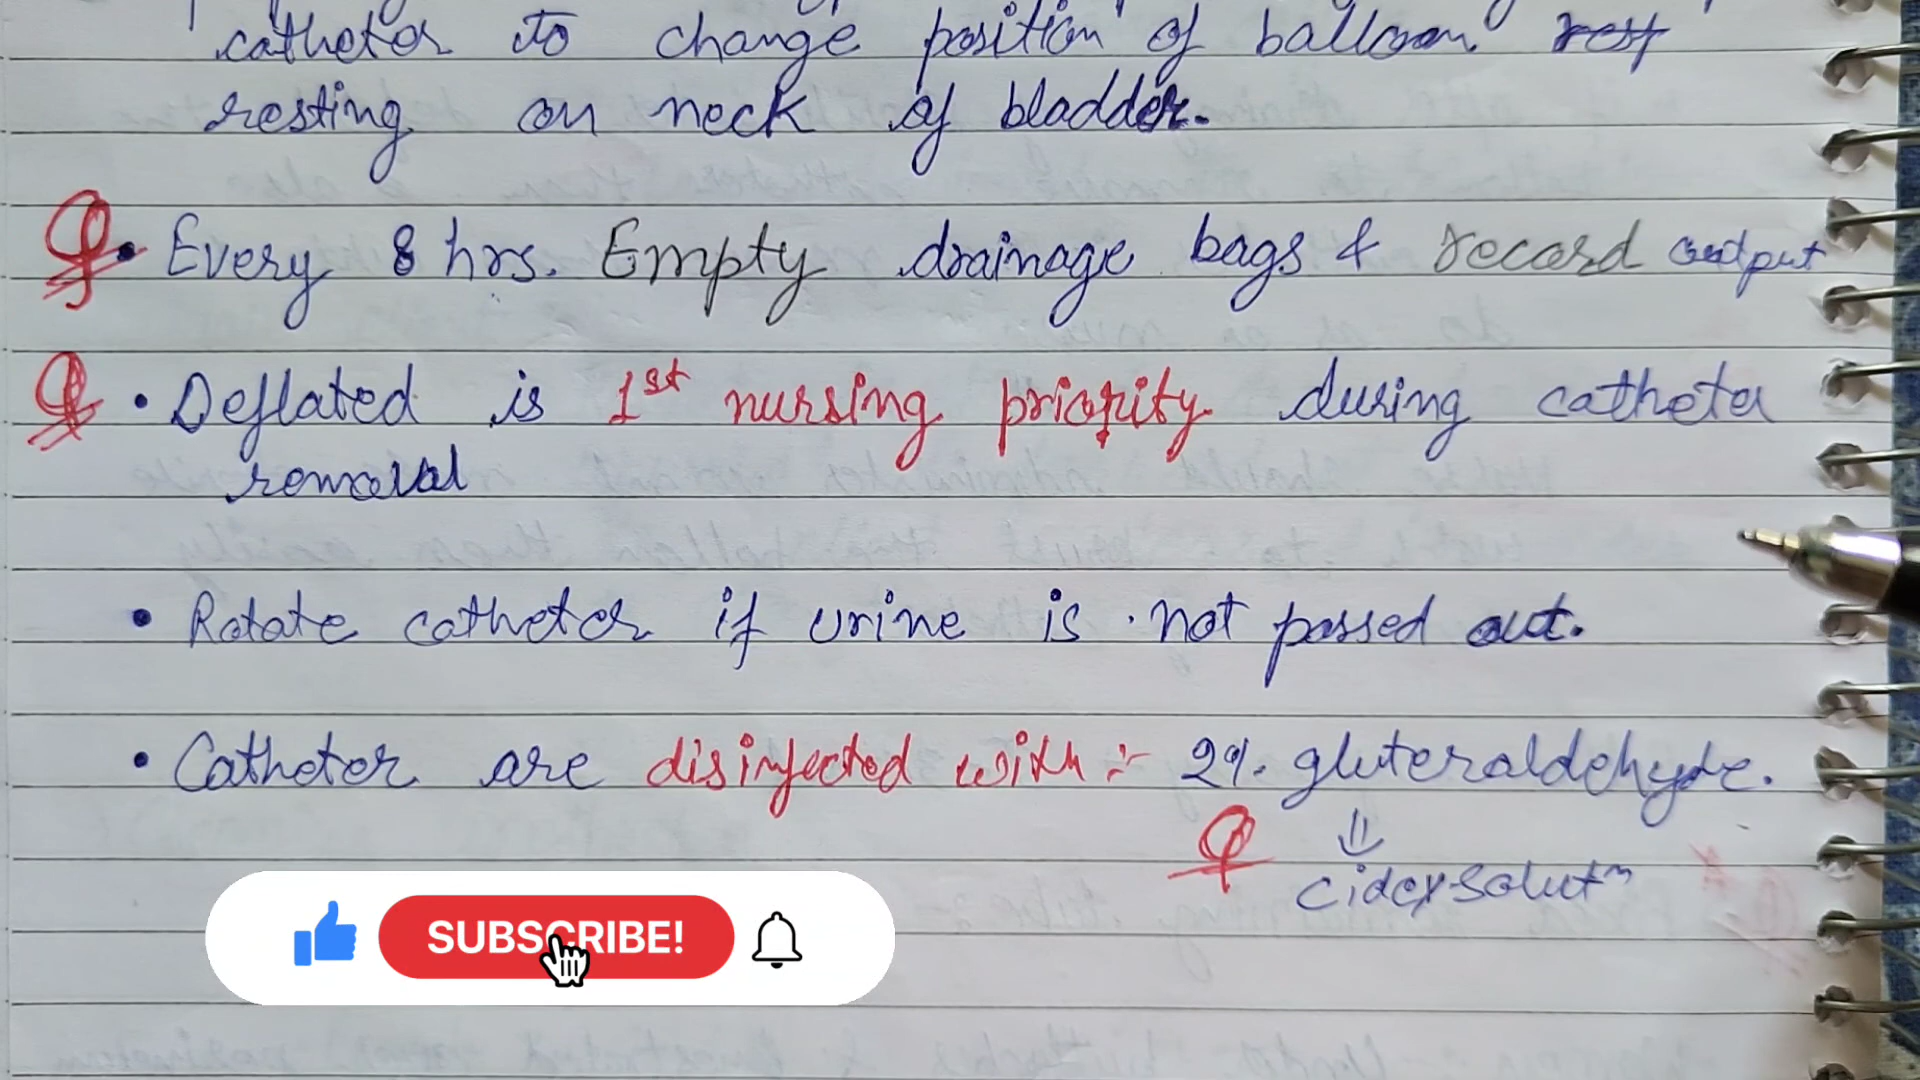 catheter to change position of balloon rest
resting on neck of bladder.
Q • Every 8 hrs. Empty drainage bags & record output
Q • Deflated is 1st nursing priority during catheter
removal
• Rotate catheter if urine is not passed out.
• Catheter are disinfected with :- 2%. gluteraldehyde.
Q ⇓
cidex solutn
SUBSCRIBE!